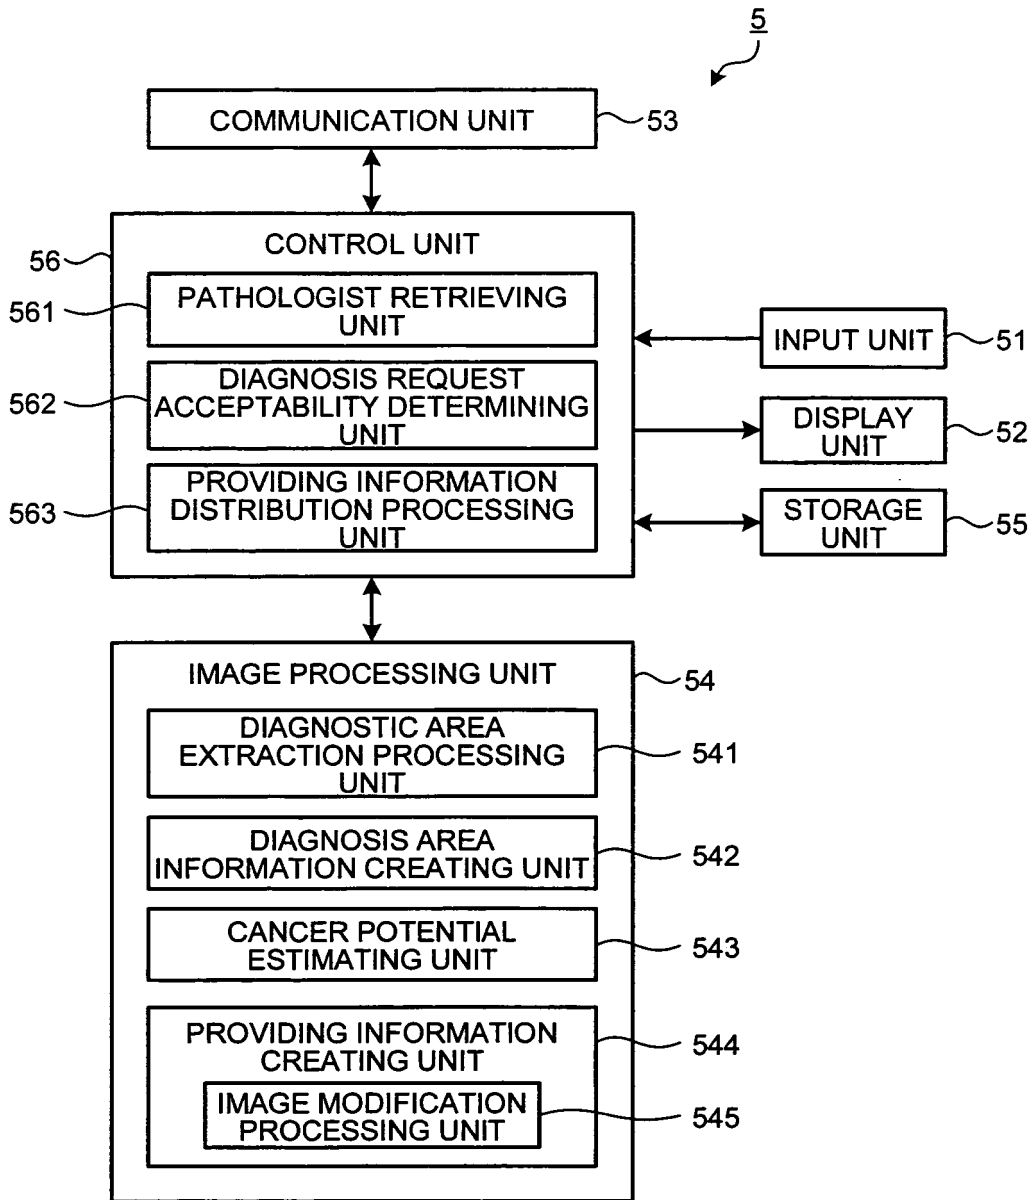 5
COMMUNICATION UNIT
53
CONTROL UNIT
56
PATHOLOGIST RETRIEVING
UNIT
561
DIAGNOSIS REQUEST
ACCEPTABILITY DETERMINING
UNIT
562
PROVIDING INFORMATION
DISTRIBUTION PROCESSING
UNIT
563
INPUT UNIT
51
DISPLAY
UNIT
52
STORAGE
UNIT
55
IMAGE PROCESSING UNIT
54
DIAGNOSTIC AREA
EXTRACTION PROCESSING
UNIT
541
DIAGNOSIS AREA
INFORMATION CREATING UNIT
542
CANCER POTENTIAL
ESTIMATING UNIT
543
PROVIDING INFORMATION
CREATING UNIT
544
IMAGE MODIFICATION
PROCESSING UNIT
545